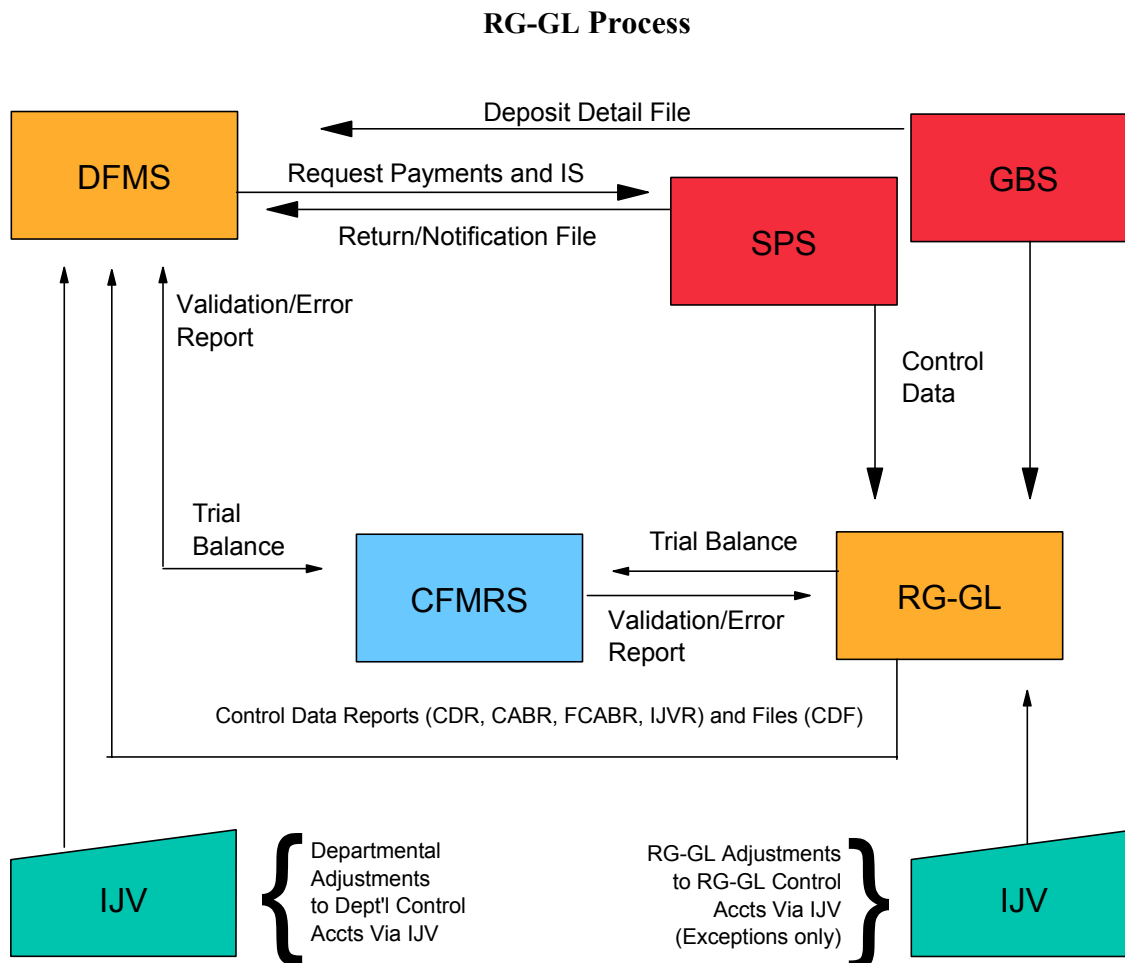 RG-GL Process
Deposit Detail File
DFMS
GBS
Request Payments and IS
Return/Notification File
SPS
Validation/Error
Report
Control
Data
Trial
Balance
CFMRS
Trial Balance
RG-GL
Validation/Error
Report
Control Data Reports (CDR, CABR, FCABR, IJVR) and Files (CDF)
IJV
Departmental
Adjustments
to Dept'l Control
Accts Via IJV
RG-GL Adjustments
to RG-GL Control
Accts Via IJV
(Exceptions only)
IJV